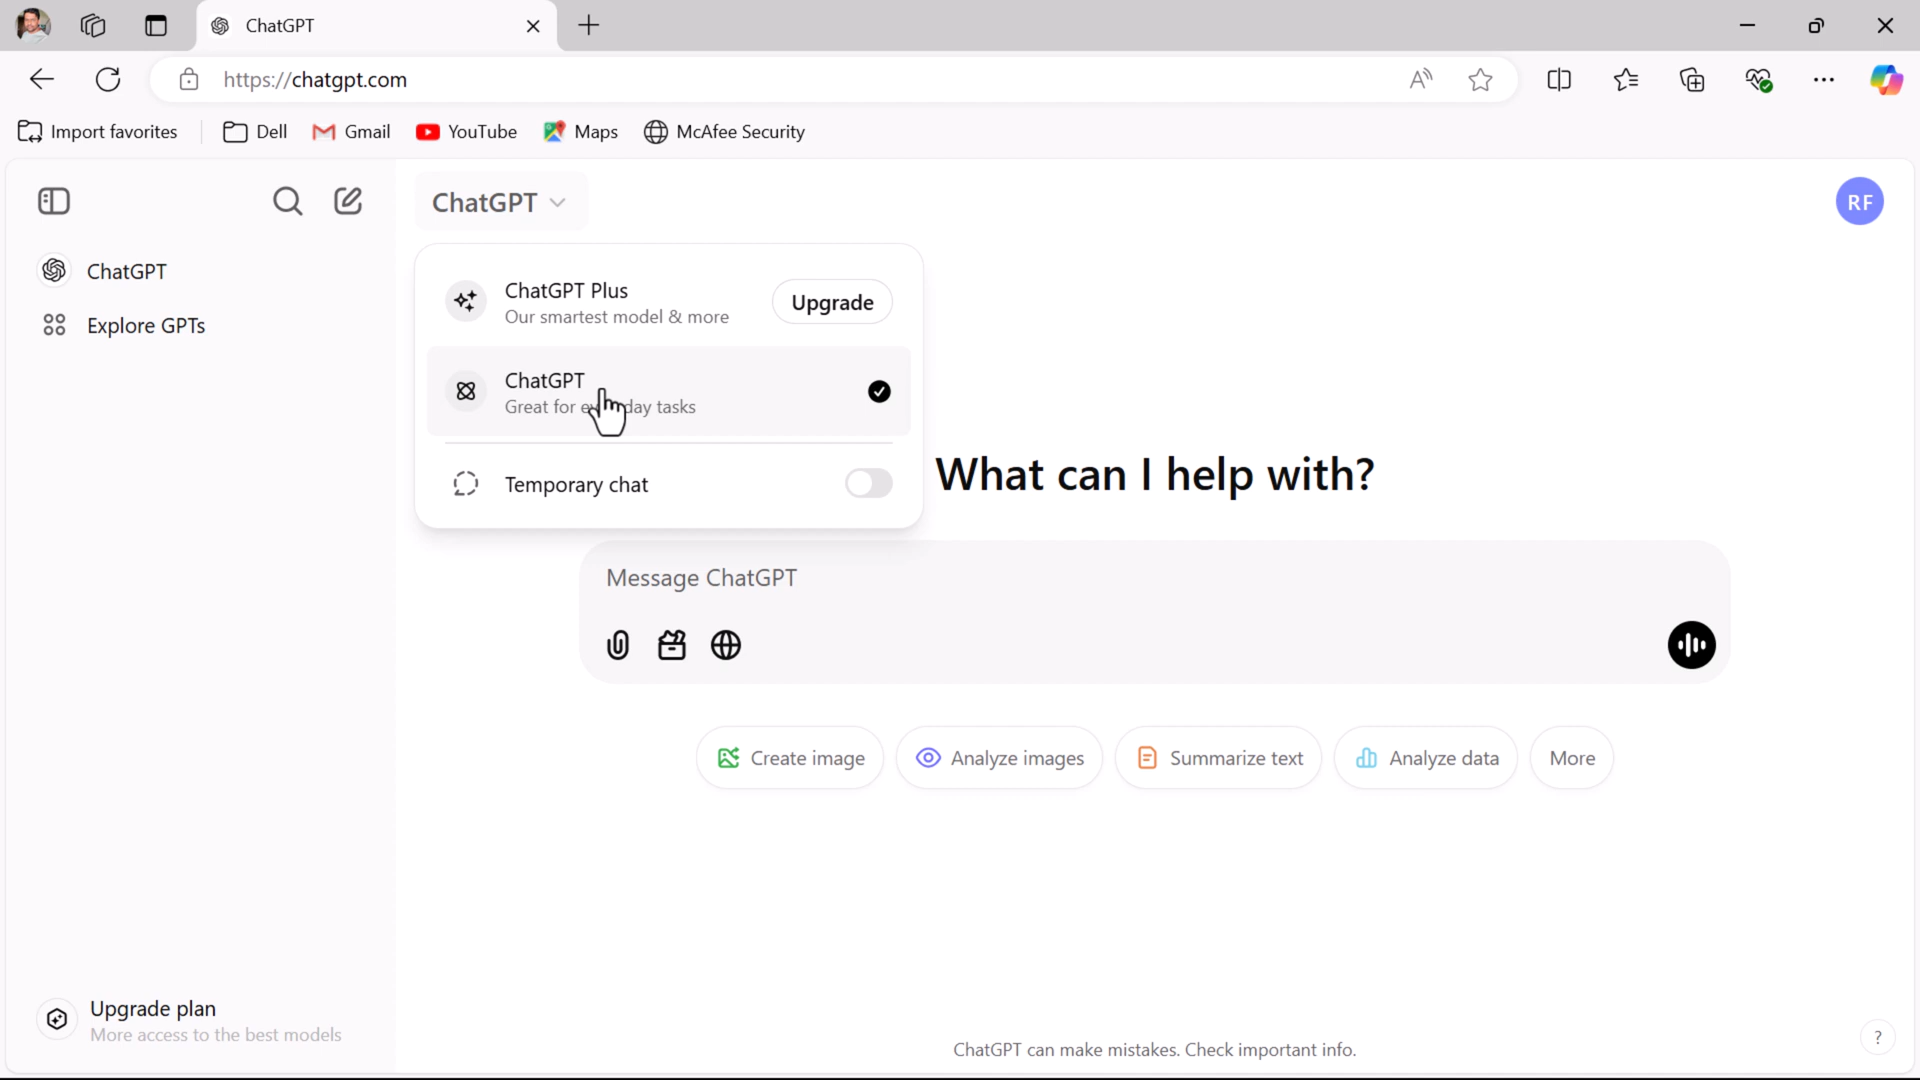 ChatGPT
https://chatgpt.com
Import favorites
Dell
Gmail
YouTube
Maps
McAfee Security
ChatGPT
RF
ChatGPT
Explore GPTs
ChatGPT Plus
Our smartest model & more
Upgrade
ChatGPT
Great for day tasks
Temporary chat
What can I help with?
Message ChatGPT
Create image
Analyze images
Summarize text
Analyze data
More
Upgrade plan
More access to the best models
ChatGPT can make mistakes. Check important info.
?